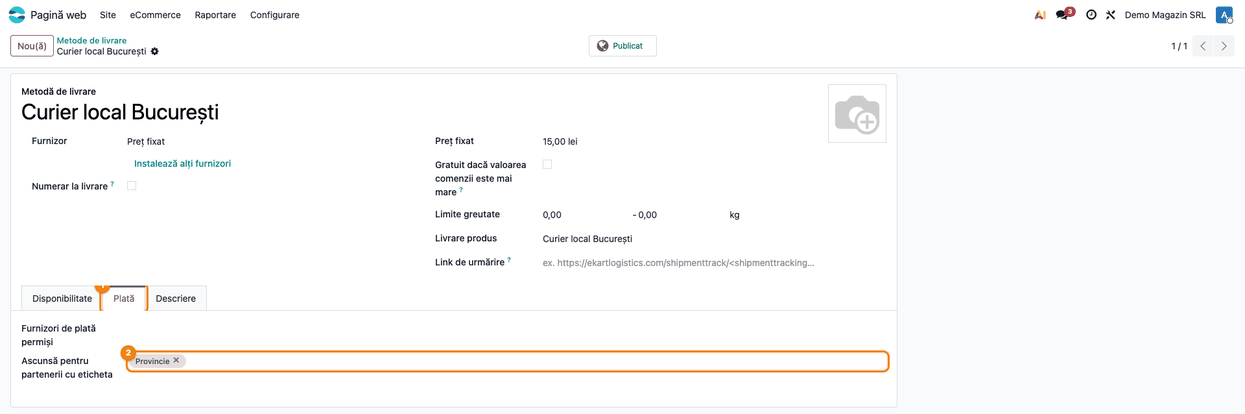 Pagină web Site eCommerce Raportare Configurare AI 3 Demo Magazin SRL A
Nou(ă) Metode de livrare
Curier local București
Publicat
1 / 1
Metodă de livrare
Curier local București
Furnizor Preț fixat
Instalează alți furnizori
Numerar la livrare ?
Preț fixat 15,00 lei
Gratuit dacă valoarea
comenzii este mai
mare ?
Limite greutate 0,00 - 0,00 kg
Livrare produs Curier local București
Link de urmărire ? ex. https://ekartlogistics.com/shipmenttrack/<shipmenttracking...
Disponibilitate Plată Descriere
Furnizori de plată
permiși
2
Ascunsă pentru
partenerii cu eticheta
Provincie ×